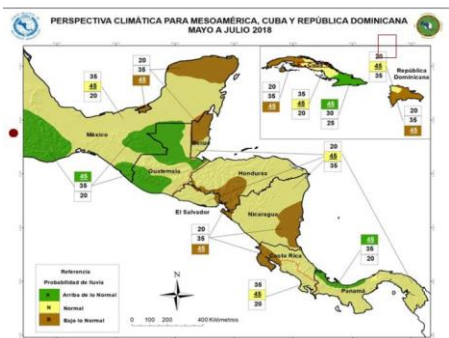 PERSPECTIVA CLIMÁTICA PARA MESOAMÉRICA, CUBA Y REPÚBLICA DOMINICANA
MAYO A JULIO 2018
20
35
45
35
45
20
20
35
45
35
45
20
45
30
25
45
35
República
Dominicana
20
35
45
México
Belize
20
45
35
45
35
20
Guatemala
Honduras
El Salvador
Nicaragua
20
35
45
Costa Rica
45
35
20
Panamá
35
45
20
Referencia
Probabilidad de lluvia
A Arriba de lo Normal
N Normal
B Bajo lo Normal
N
0 100 200 400 Kilómetros